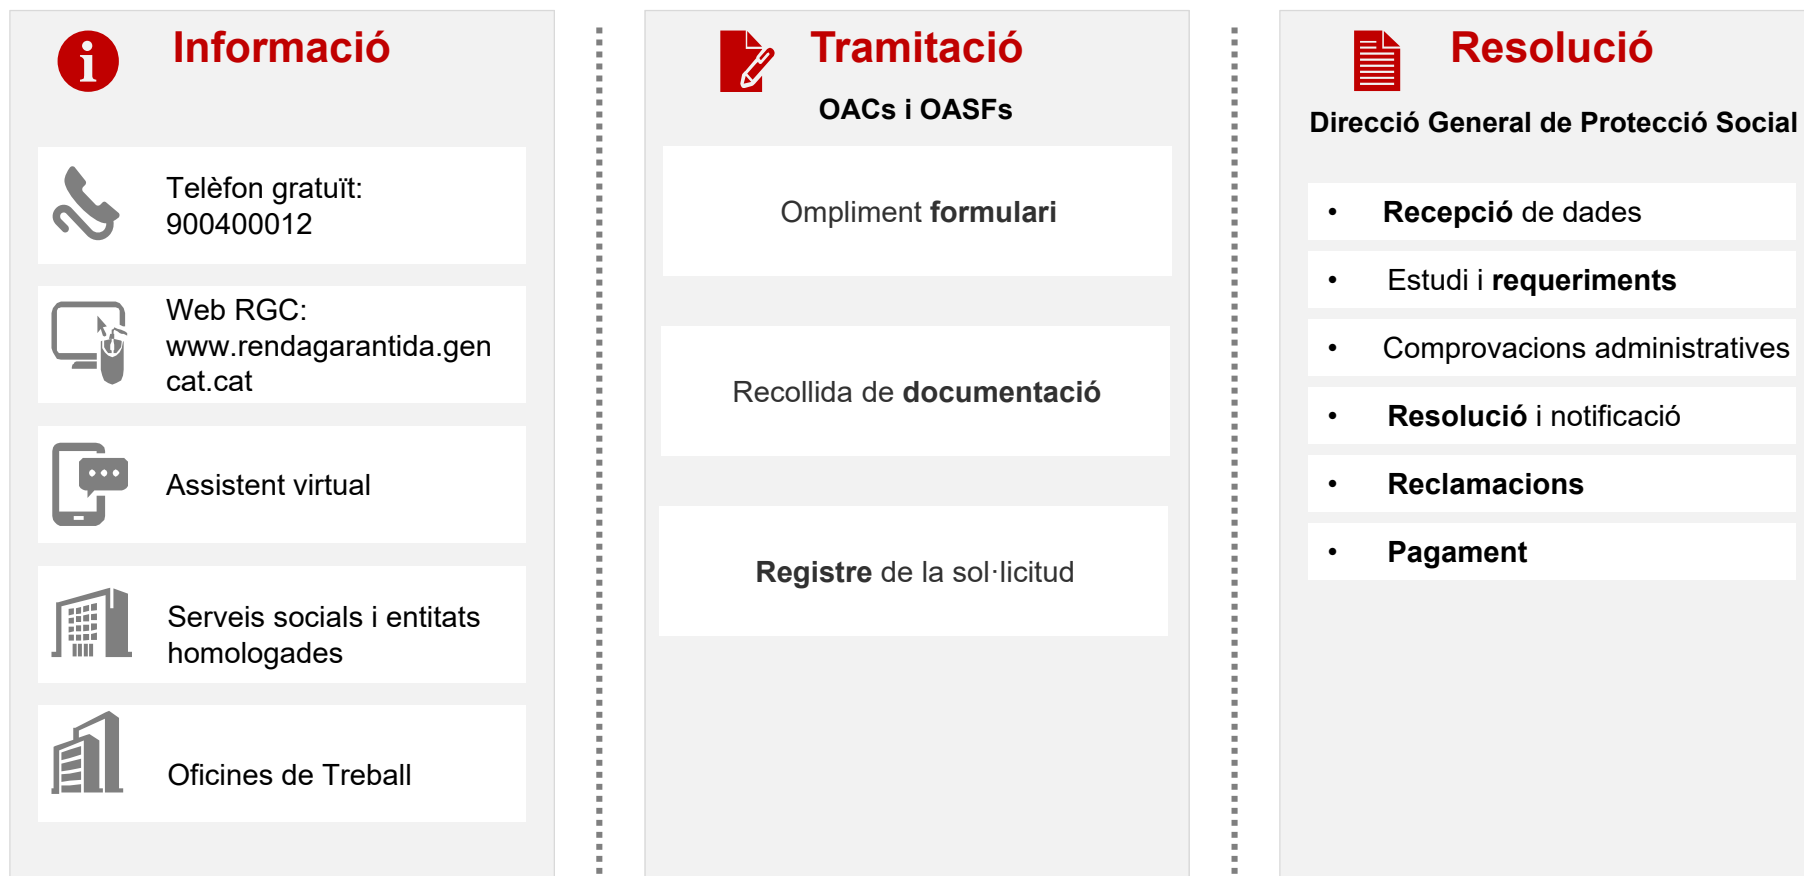 Informació
Telèfon gratuït:
900400012
Web RGC:
www.rendagarantida.gen
cat.cat
Assistent virtual
Serveis socials i entitats
homologades
Oficines de Treball
Tramitació
OACs i OASFs
Ompliment formulari
Recollida de documentació
Registre de la sol·licitud
Resolució
Direcció General de Protecció Social
• Recepció de dades
• Estudi i requeriments
• Comprovacions administratives
• Resolució i notificació
• Reclamacions
• Pagament